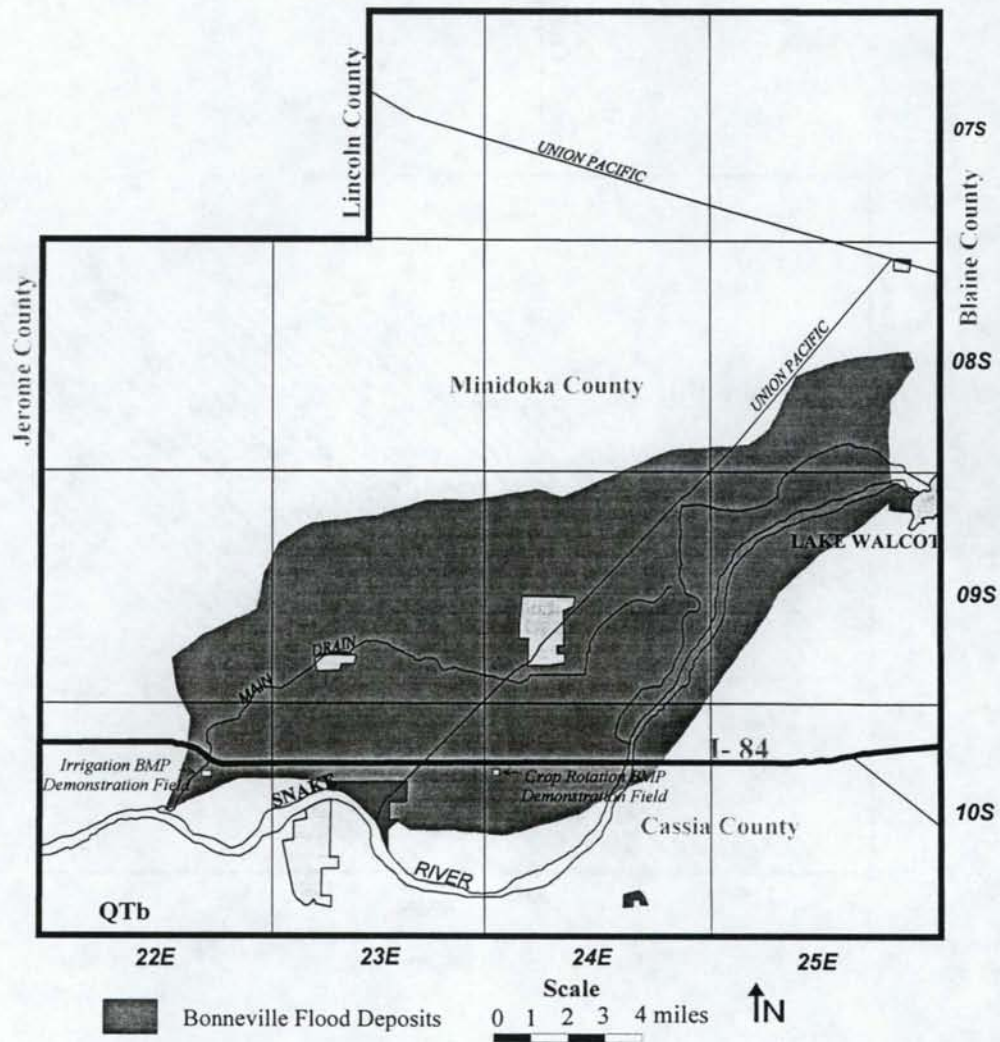 Lincoln County
07S
UNION PACIFIC
Blaine County
Jerome County
08S
Minidoka County
UNION PACIFIC
LAKE WALCOT
09S
MAIN DRAIN
I-84
Irrigation BMP
Demonstration Field
Crop Rotation BMP
Demonstration Field
SNAKE RIVER
Cassia County
10S
QTb
22E 23E 24E 25E
Bonneville Flood Deposits
Scale
0 1 2 3 4 miles
N